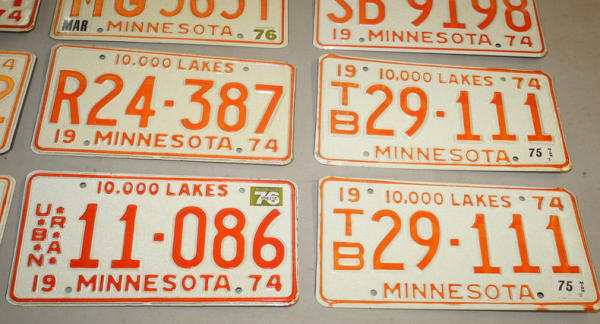 MAR
76
MINNESOTA
SB 9198
19 MINNESOTA 74
10,000 LAKES
R24-387
19 MINNESOTA 74
19 10,000 LAKES 74
TB 29-111
MINNESOTA 75
10,000 LAKES 76
URBAN 11-086
19 MINNESOTA 74
19 10,000 LAKES 74
TB 29-111
MINNESOTA 75